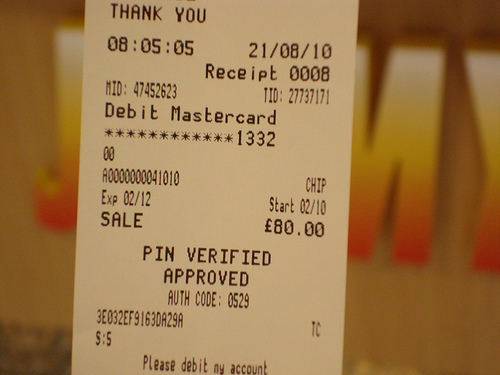 THANK YOU
08:05:05 21/08/10
Receipt 0008
MID: 47452623 TID: 27737171
Debit Mastercard
************1332
00
A0000000041010 CHIP
Exp 02/12 Start 02/10
SALE £80.00
PIN VERIFIED
APPROVED
AUTH CODE: 0529
3E032EF9163DA29A TC
S:5
Please debit my account